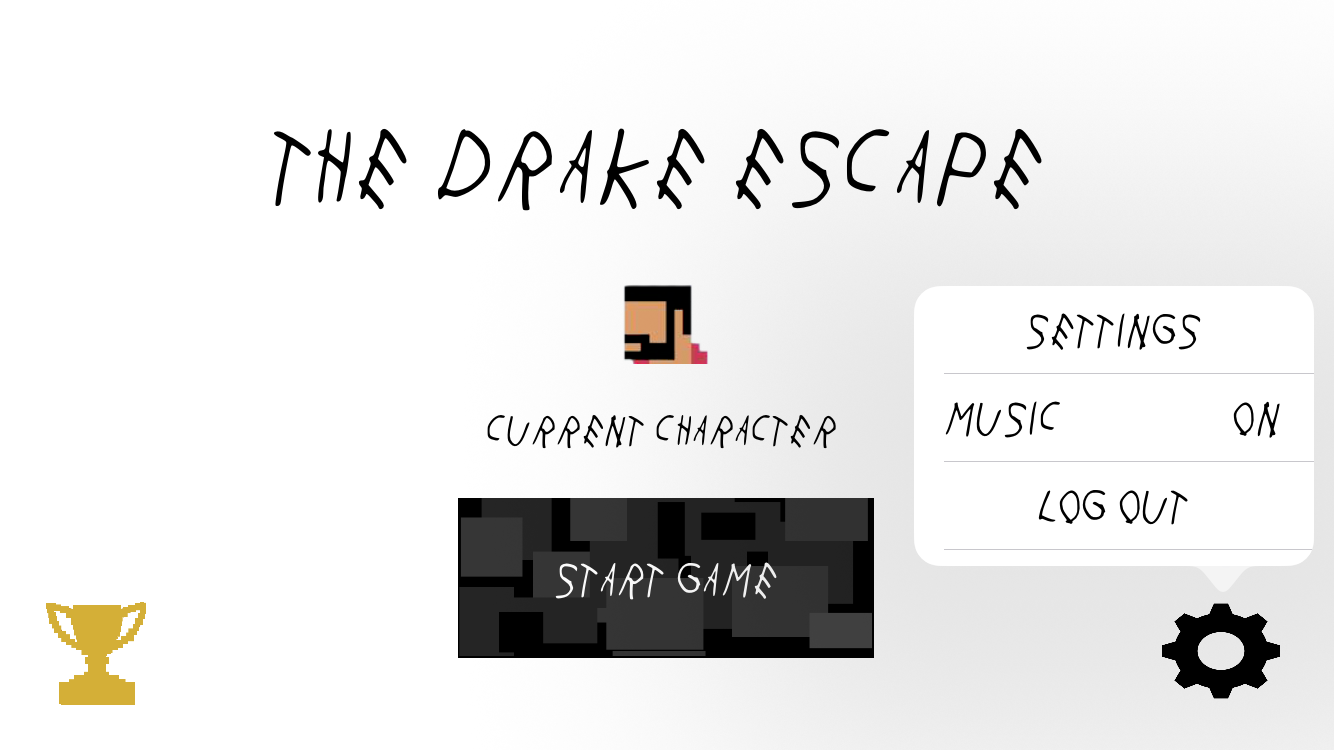 THE DRAKE ESCAPE
CURRENT CHARACTER
START GAME
SETTINGS
MUSIC ON
LOG OUT